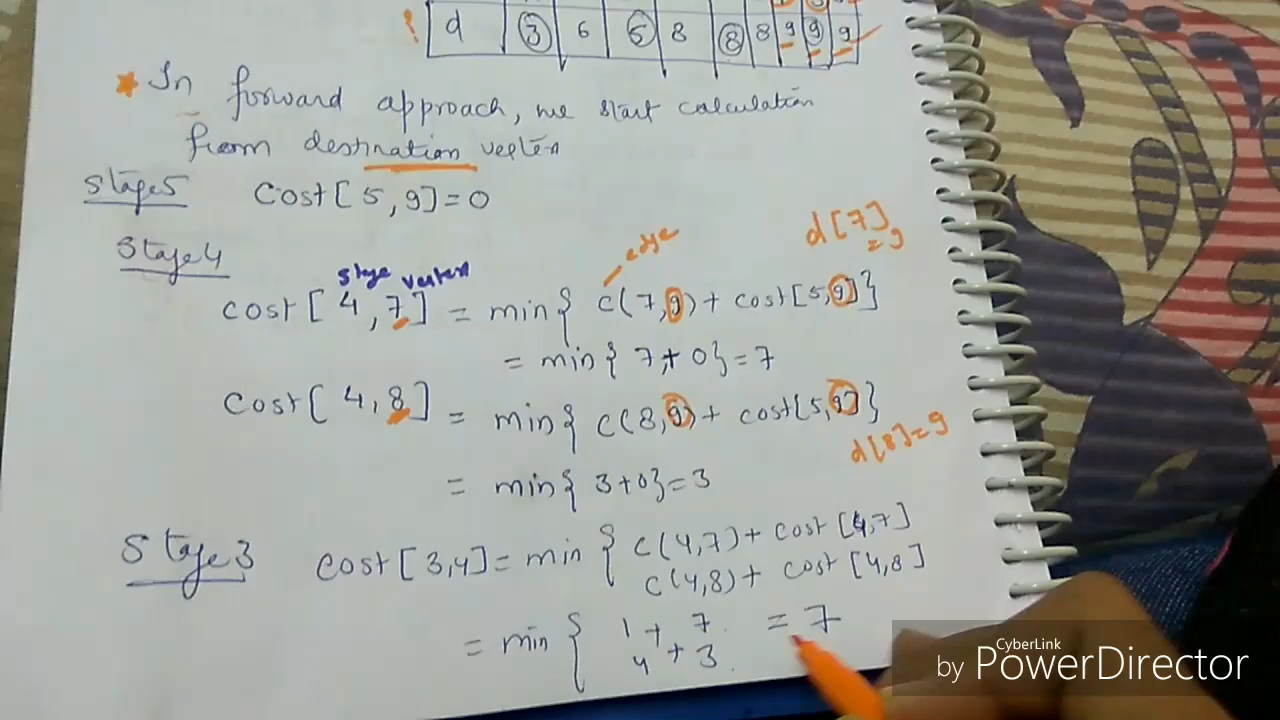 d 3 6 6 8 8 8 9 9 9
* In forward approach, we start calculation
from destination vertex
Stage5 Cost[5,9]=0
Stage4
d[7]
=9
stage vertex edge
cost[4,7] = min{ c(7,9)+ cost[5,9]}
= min{ 7+0}=7
cost[4,8] = min{ c(8,9)+ cost[5,9]}
d[8]=9
= min{ 3+0}=3
Stage3 cost[3,4]=min { c(4,7)+ cost[4,7]
c(4,8)+ cost[4,8]
= min { 1+ 7 = 7
4+3
CyberLink
by PowerDirector